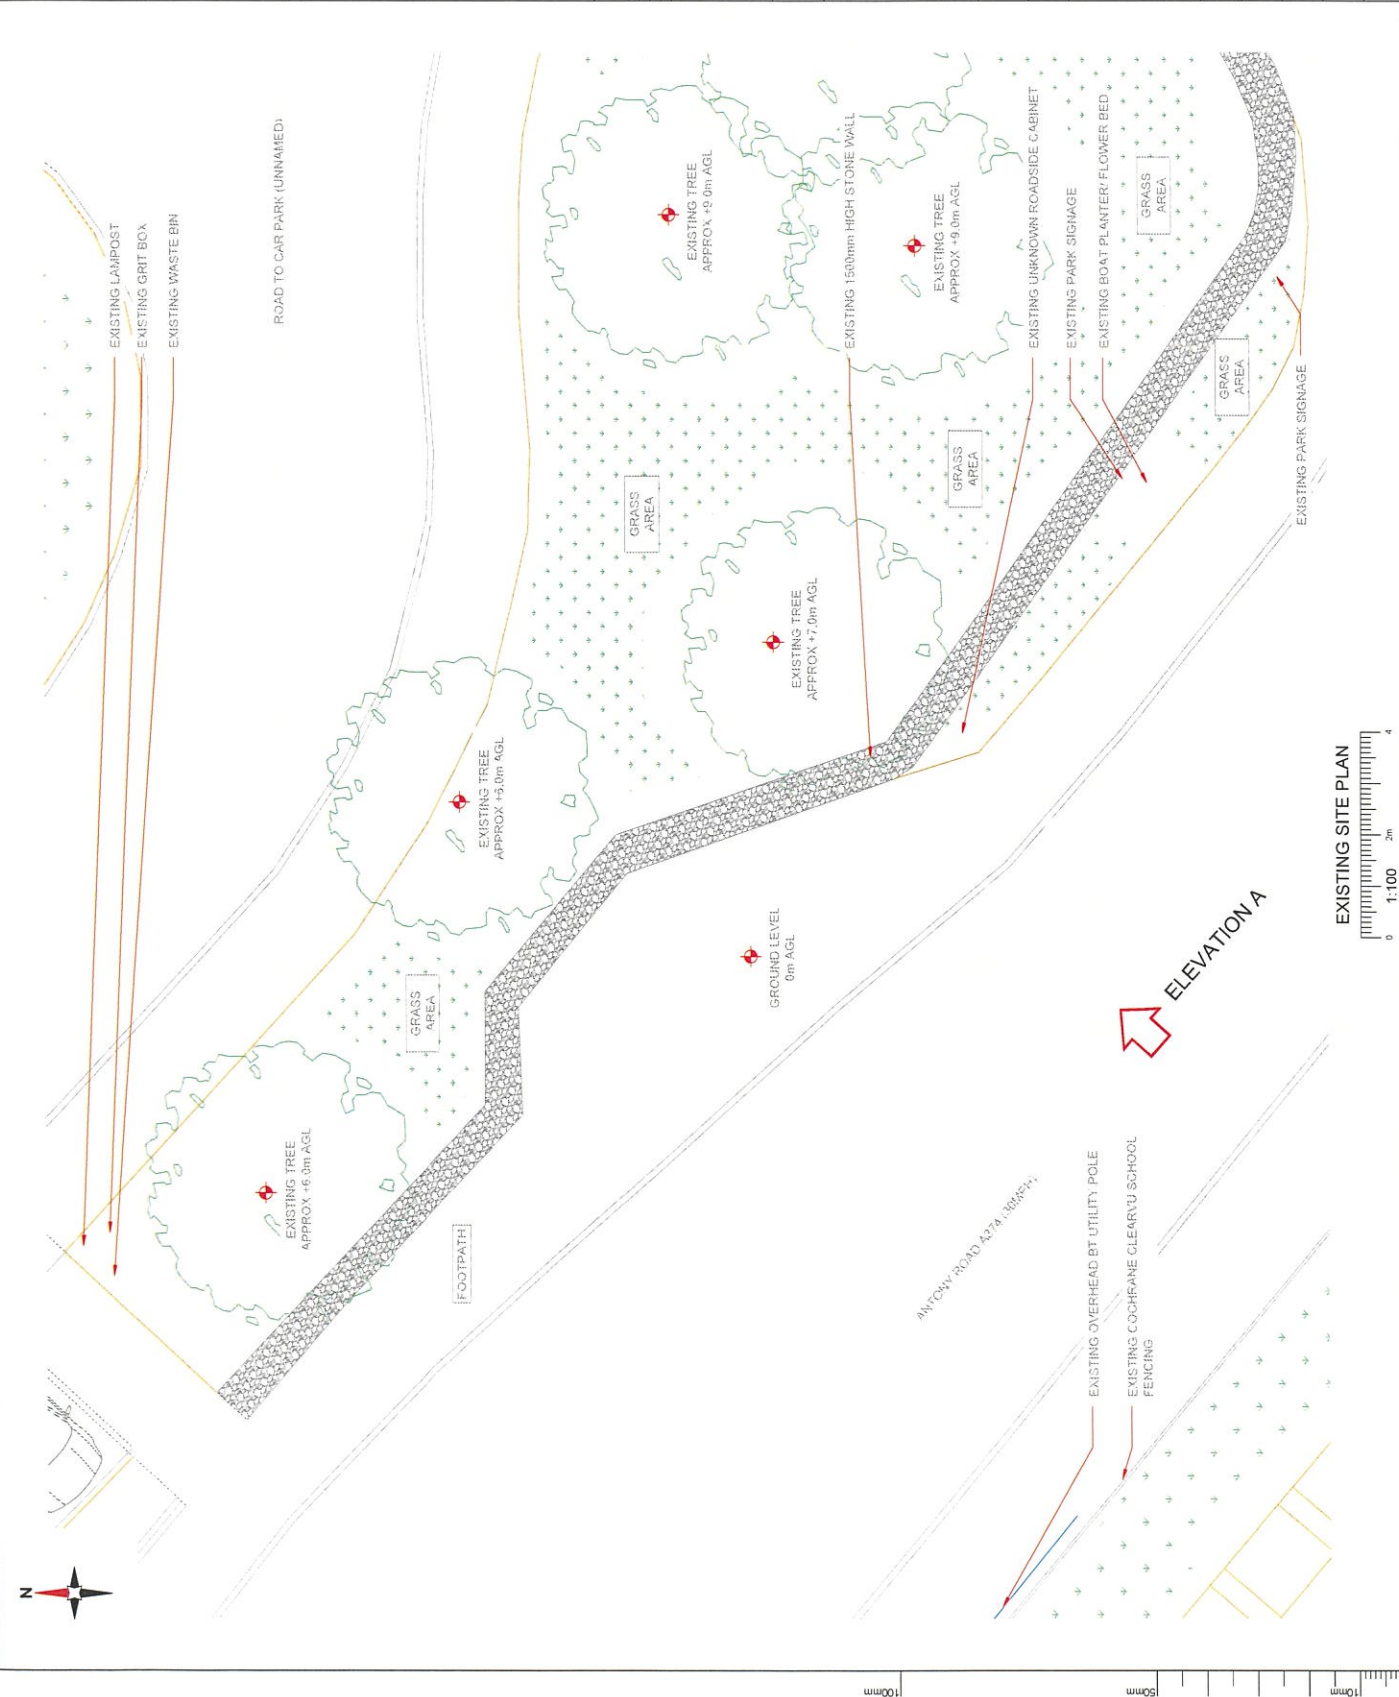 EXISTING LAMPOST
EXISTING GRIT BOX
EXISTING WASTE BIN
ROAD TO CAR PARK (UNNAMED)
EXISTING TREE
APPROX +9.0m AGL
EXISTING 1500mm HIGH STONE WALL
EXISTING TREE
APPROX +9.0m AGL
EXISTING UNKNOWN ROADSIDE CABINET
EXISTING PARK SIGNAGE
EXISTING BOAT PLANTER/ FLOWER BED
GRASS
AREA
GRASS
AREA
EXISTING PARK SIGNAGE
GRASS
AREA
GRASS
AREA
EXISTING TREE
APPROX +7.0m AGL
EXISTING TREE
APPROX +6.0m AGL
GRASS
AREA
GROUND LEVEL
0m AGL
EXISTING TREE
APPROX +6.0m AGL
FOOTPATH
ANTONY ROAD A374 (30MPH)
ELEVATION A
EXISTING OVERHEAD BT UTILITY POLE
EXISTING COCHRANE CLEARVU SCHOOL
FENCING
N
EXISTING SITE PLAN
0 2m 4
1:100
100mm
50mm
10mm